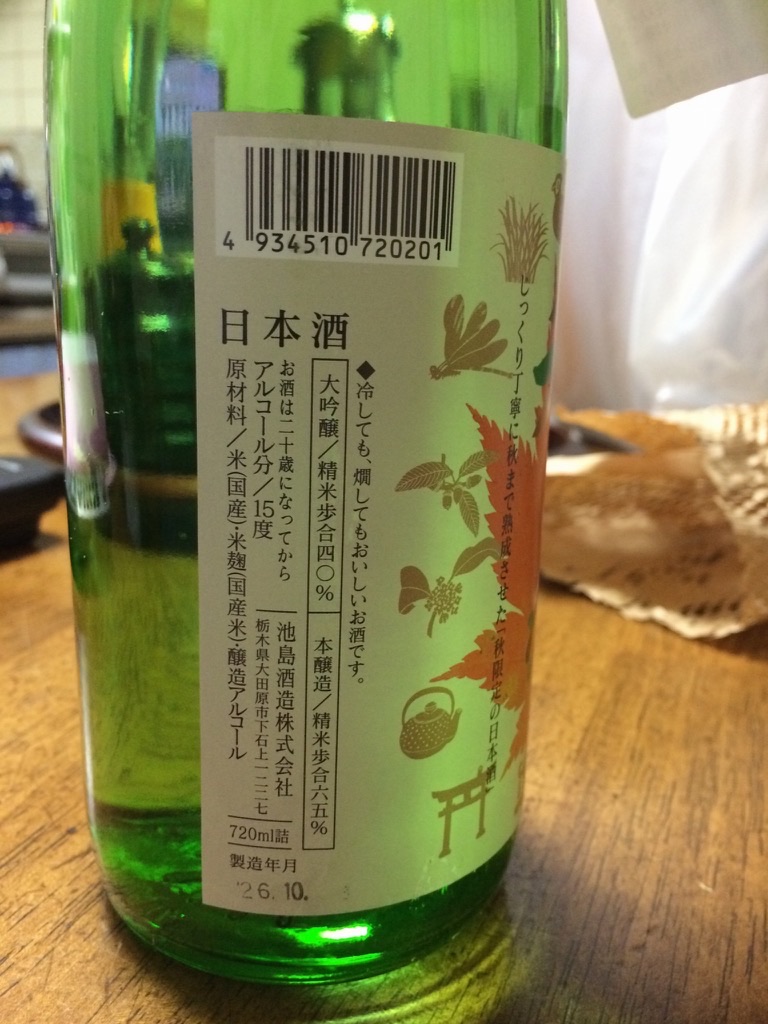 4 934510 720201
日本酒
じっくり丁寧に秋まで熟成させた「秋限定の日本酒」
◆冷しても、燗してもおいしいお酒です。
大吟醸/精米歩合四〇%
本醸造/精米歩合六五%
お酒は二十歳になってから
アルコール分/15度
原材料/米(国産)・米麹(国産米)・醸造アルコール
池島酒造株式会社
栃木県大田原市下石上一二二七
720ml詰
製造年月
26.10.